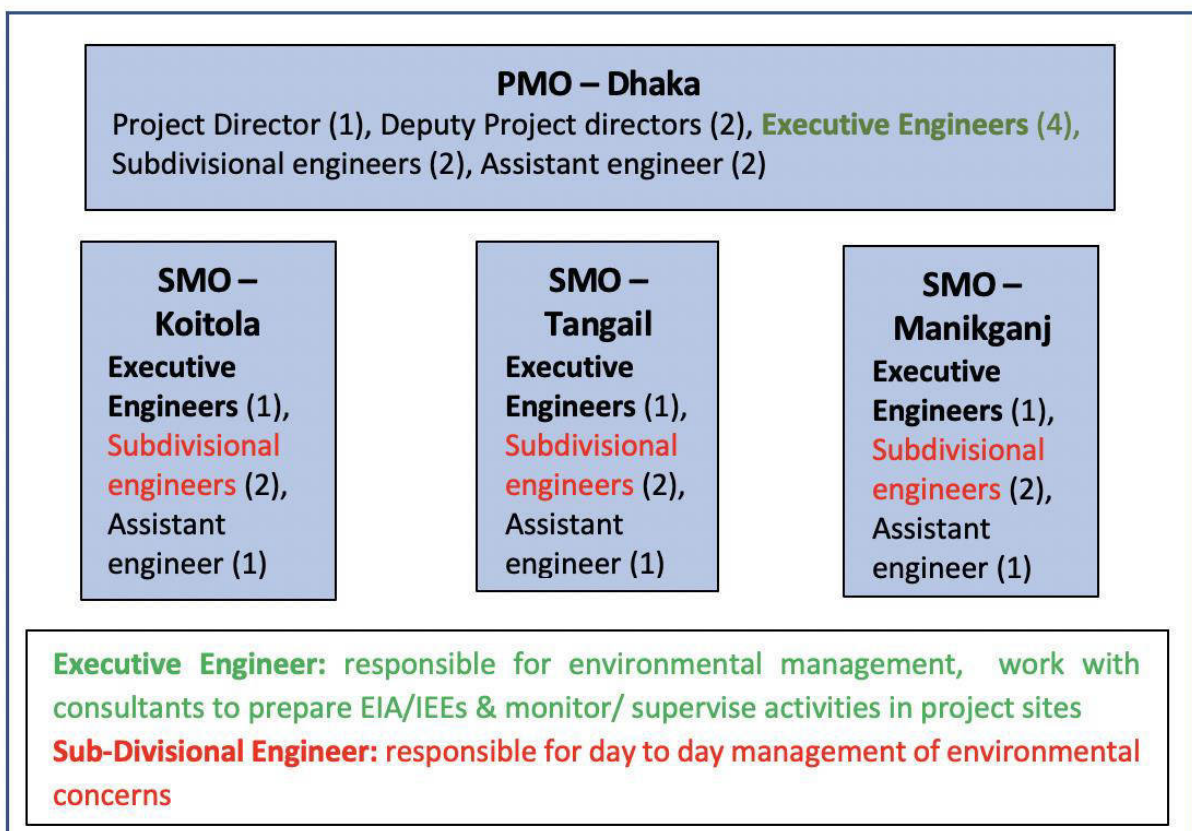 PMO – Dhaka
Project Director (1), Deputy Project directors (2), Executive Engineers (4),
Subdivisional engineers (2), Assistant engineer (2)
SMO –
Koitola
Executive
Engineers (1),
Subdivisional
engineers (2),
Assistant
engineer (1)
SMO –
Tangail
Executive
Engineers (1),
Subdivisional
engineers (2),
Assistant
engineer (1)
SMO –
Manikganj
Executive
Engineers (1),
Subdivisional
engineers (2),
Assistant
engineer (1)
Executive Engineer: responsible for environmental management, work with
consultants to prepare EIA/IEEs & monitor/ supervise activities in project sites
Sub-Divisional Engineer: responsible for day to day management of environmental
concerns